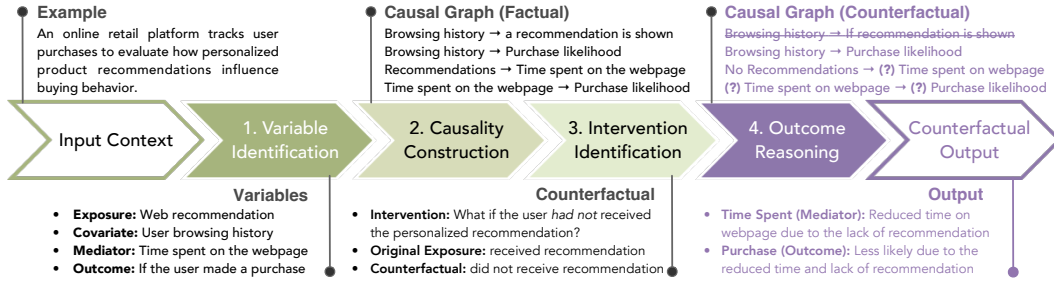 Example
An online retail platform tracks user
purchases to evaluate how personalized
product recommendations influence
buying behavior.
Causal Graph (Factual)
Browsing history → a recommendation is shown
Browsing history → Purchase likelihood
Recommendations → Time spent on the webpage
Time spent on the webpage → Purchase likelihood
Causal Graph (Counterfactual)
Browsing history → If recommendation is shown
Browsing history → Purchase likelihood
No Recommendations → (?) Time spent on webpage
(?) Time spent on webpage → (?) Purchase likelihood
Input Context
1. Variable
Identification
2. Causality
Construction
3. Intervention
Identification
4. Outcome
Reasoning
Counterfactual
Output
Variables
• Exposure: Web recommendation
• Covariate: User browsing history
• Mediator: Time spent on the webpage
• Outcome: If the user made a purchase
Counterfactual
• Intervention: What if the user had not received
the personalized recommendation?
• Original Exposure: received recommendation
• Counterfactual: did not receive recommendation
Output
• Time Spent (Mediator): Reduced time on
webpage due to the lack of recommendation
• Purchase (Outcome): Less likely due to the
reduced time and lack of recommendation